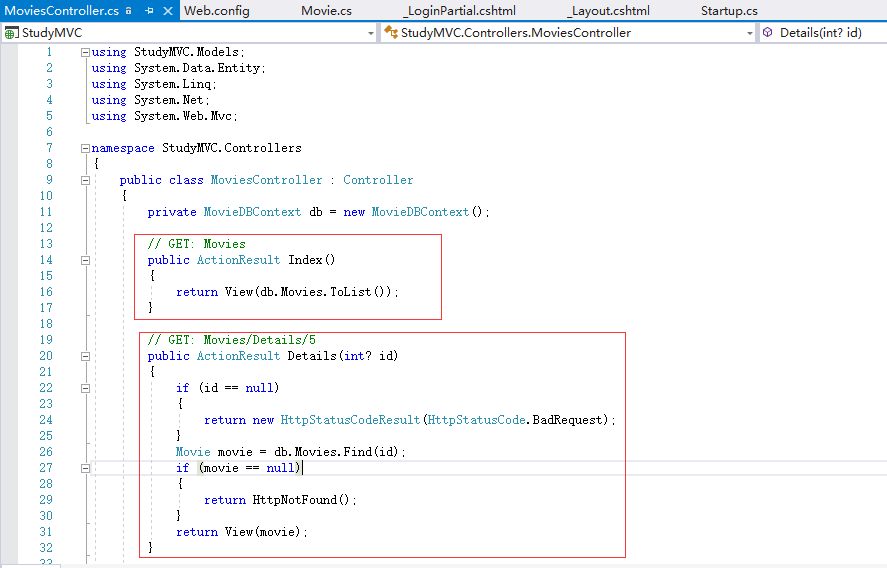 MoviesController.cs Web.config Movie.cs _LoginPartial.cshtml _Layout.cshtml Startup.cs
StudyMVC StudyMVC.Controllers.MoviesController Details(int? id)
1 using StudyMVC.Models;
2 using System.Data.Entity;
3 using System.Linq;
4 using System.Net;
5 using System.Web.Mvc;
6
7 namespace StudyMVC.Controllers
8 {
9 public class MoviesController : Controller
10 {
11 private MovieDBContext db = new MovieDBContext();
12
13 // GET: Movies
14 public ActionResult Index()
15 {
16 return View(db.Movies.ToList());
17 }
18
19 // GET: Movies/Details/5
20 public ActionResult Details(int? id)
21 {
22 if (id == null)
23 {
24 return new HttpStatusCodeResult(HttpStatusCode.BadRequest);
25 }
26 Movie movie = db.Movies.Find(id);
27 if (movie == null)
28 {
29 return HttpNotFound();
30 }
31 return View(movie);
32 }
33